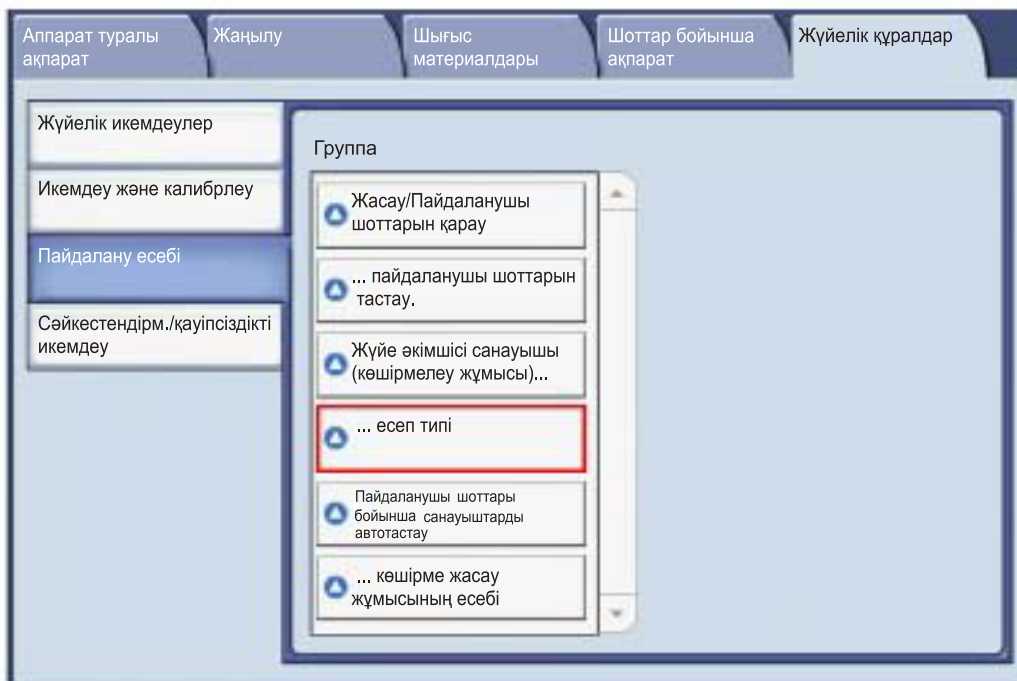 Аппарат туралы
ақпарат
Жаңылу
Шығыс
материалдары
Шоттар бойынша
ақпарат
Жүйелік құралдар
Жүйелік икемдеулер
Икемдеу және калибрлеу
Пайдалану есебі
Сәйкестендірм./қауіпсіздікті
икемдеу
Группа
Жасау/Пайдаланушы
шоттарын қарау
... пайдаланушы шоттарын
тастау.
Жүйе әкімшісі санауышы
(көшірмелеу жұмысы)...
... есеп типі
Пайдаланушы шоттары
бойынша санауыштарды
автотастау
... көшірме жасау
жұмысының есебі